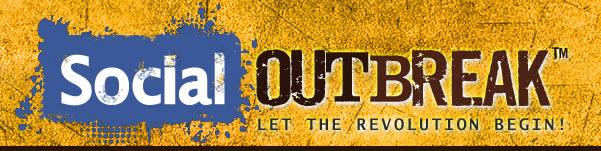 Social OUTBREAK™
LET THE REVOLUTION BEGIN!